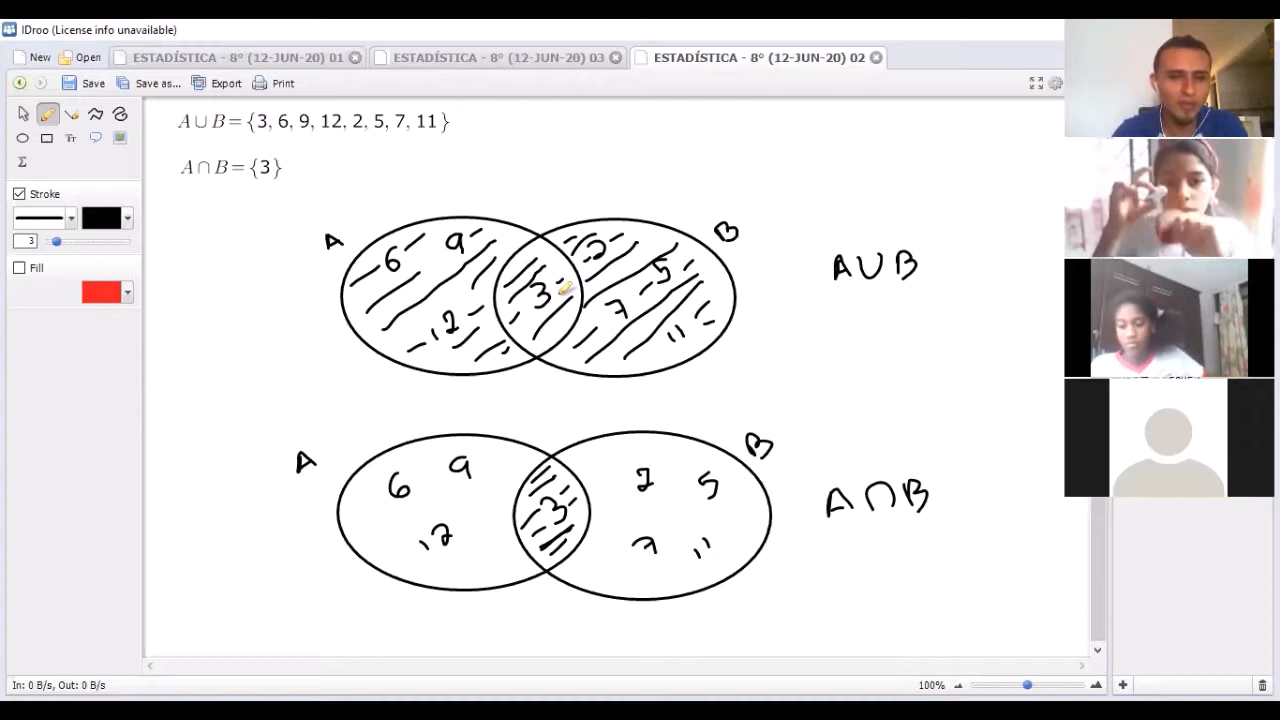 IDroo (License info unavailable)
New Open ESTADÍSTICA - 8º (12-JUN-20) 01 ESTADÍSTICA - 8º (12-JUN-20) 03 ESTADÍSTICA - 8º (12-JUN-20) 02
Save Save as... Export Print
Tr
Σ
Stroke
3
Fill
A ∪ B = {3, 6, 9, 12, 2, 5, 7, 11}
A ∩ B = {3}
A 6 9 2 B
3 5 A ∪ B
12 7 11
A 6 9 2 5 B
3 A ∩ B
12 7 11
In: 0 B/s, Out: 0 B/s 100%